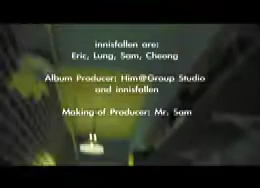 innisfallen are:
Eric, Lung, Sam, Cheong
Album Producer: Him@Group Studio
and innisfallen
Making-of Producer: Mr. Sam